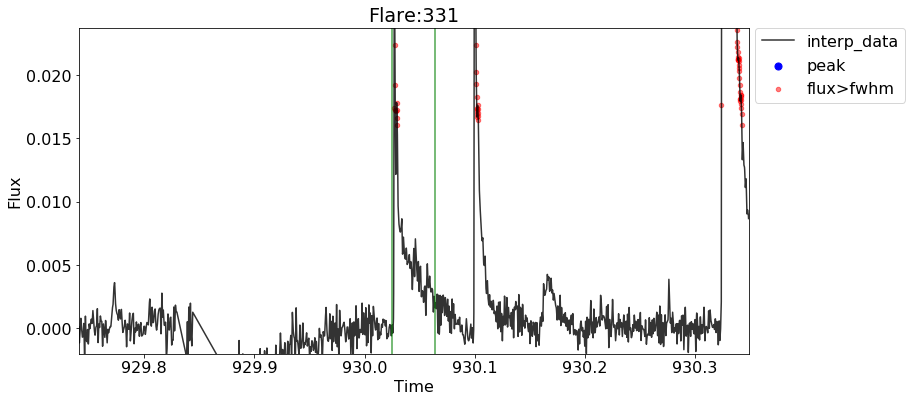 Flare:331
interp_data
peak
flux>fwhm
Flux
0.020
0.015
0.010
0.005
0.000
929.8 929.9 930.0 930.1 930.2 930.3
Time